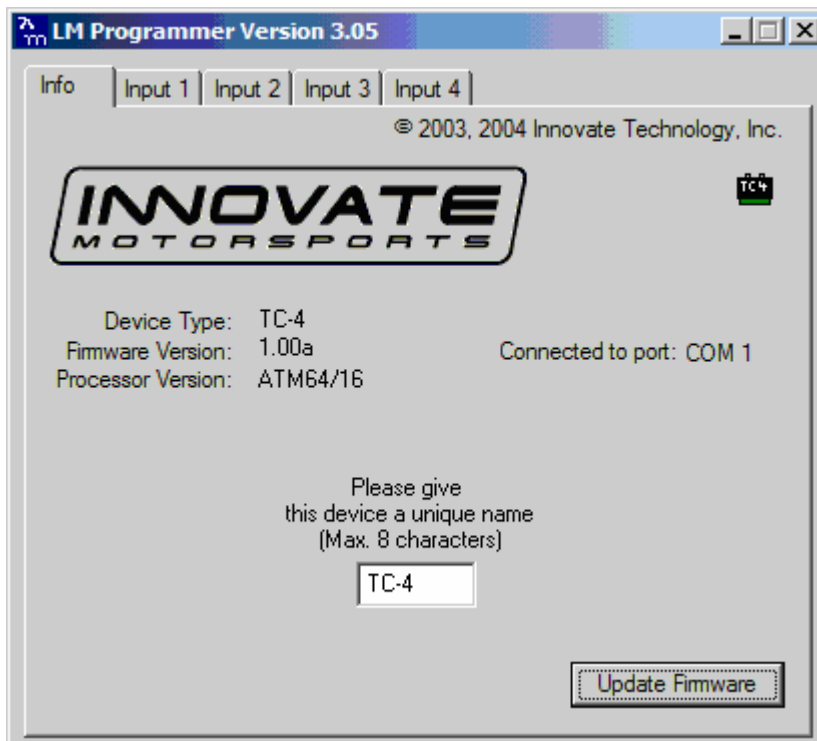 LM Programmer Version 3.05
Info Input 1 Input 2 Input 3 Input 4
© 2003, 2004 Innovate Technology, Inc.
INNOVATE
MOTORSPORTS
TC4
Device Type: TC-4
Firmware Version: 1.00a
Processor Version: ATM64/16
Connected to port: COM 1
Please give
this device a unique name
(Max. 8 characters)
TC-4
Update Firmware